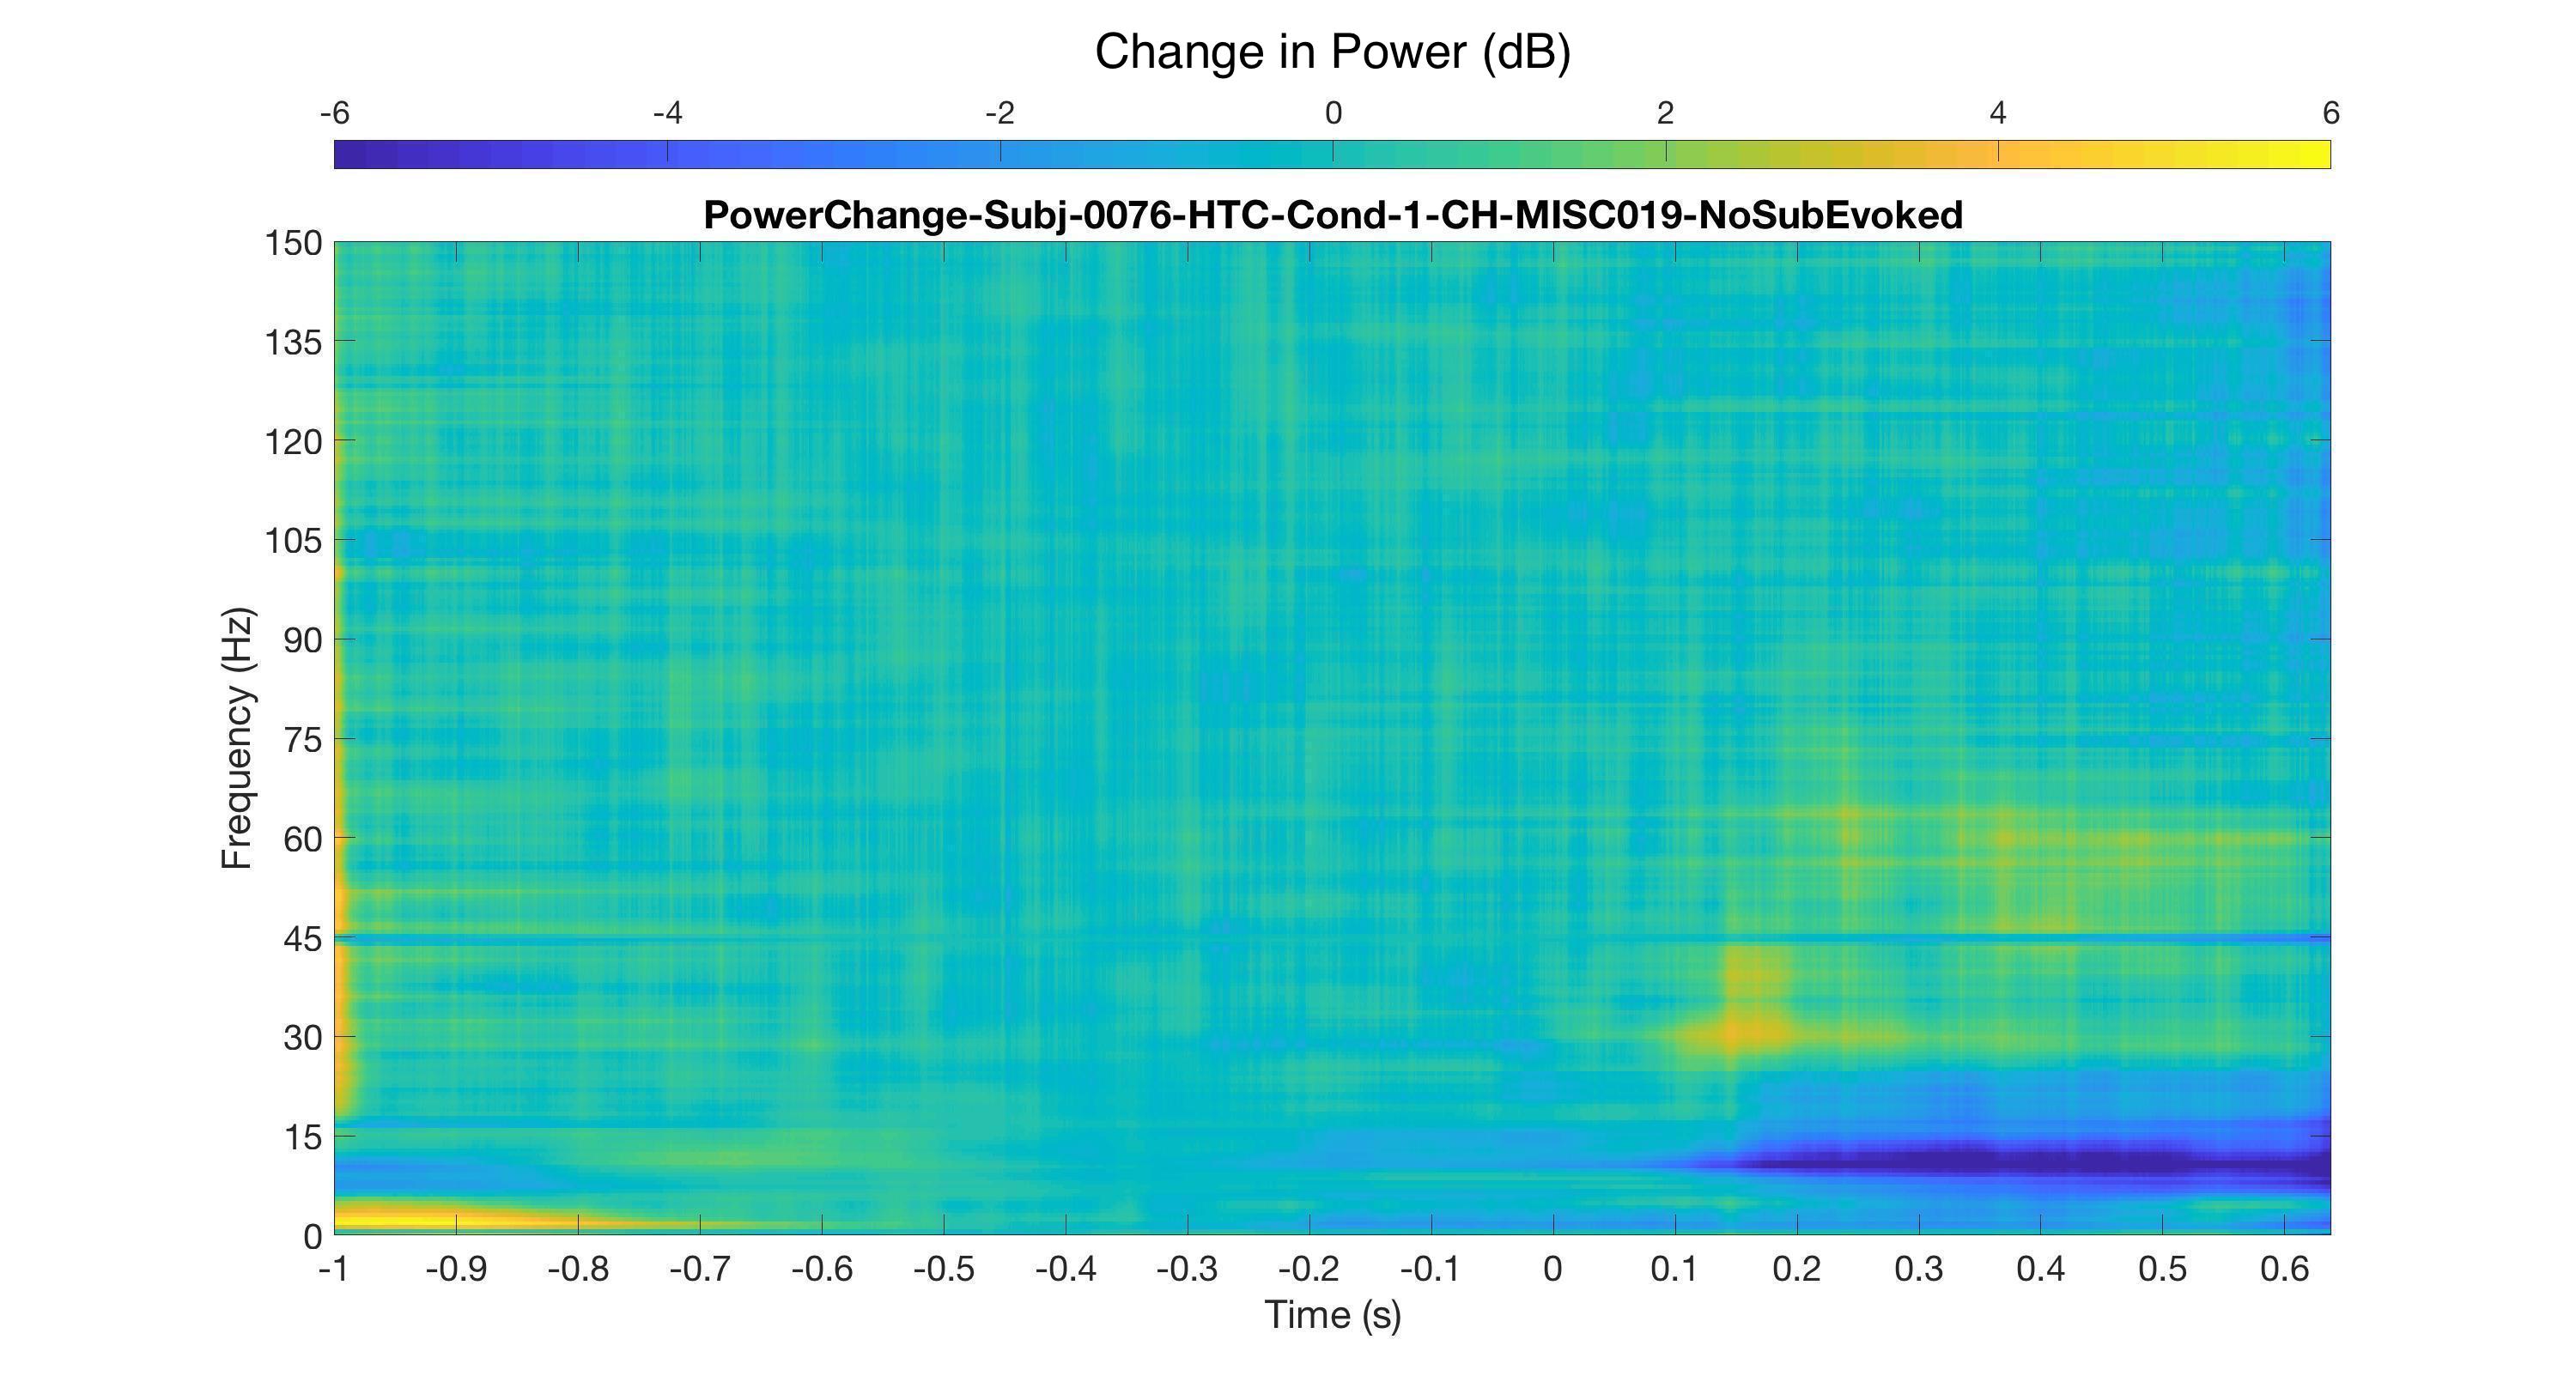 Change in Power (dB)
-6 -4 -2 0 2 4 6
PowerChange-Subj-0076-HTC-Cond-1-CH-MISC019-NoSubEvoked
150
135
120
105
90
75
60
45
30
15
0
Frequency (Hz)
-1 -0.9 -0.8 -0.7 -0.6 -0.5 -0.4 -0.3 -0.2 -0.1 0 0.1 0.2 0.3 0.4 0.5 0.6
Time (s)